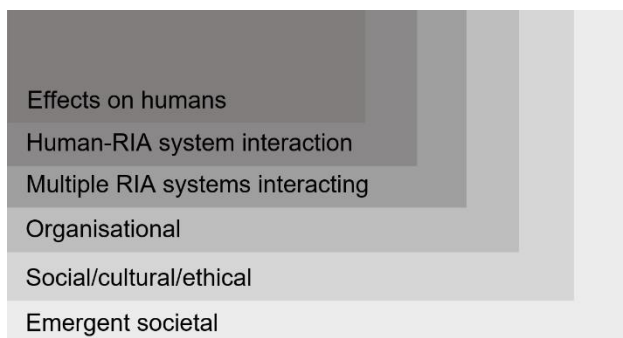 Effects on humans
Human-RIA system interaction
Multiple RIA systems interacting
Organisational
Social/cultural/ethical
Emergent societal